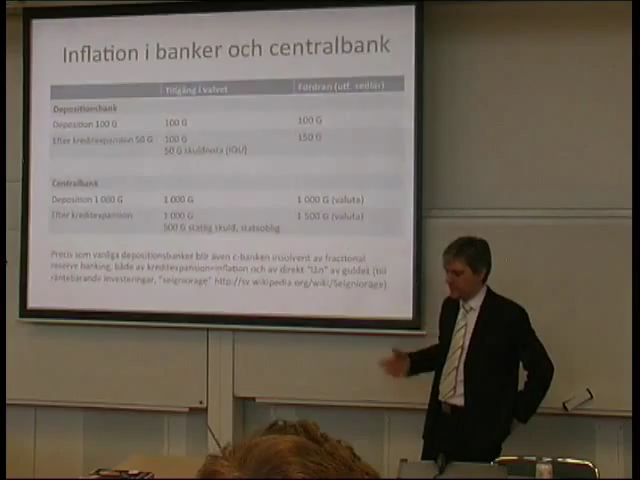 Inflation i banker och centralbank
Tillgång i valvet Fordran (utf. sedlar)
Depositionsbank
Deposition 100 G 100 G 100 G
Efter kreditexpansion 50 G 100 G 150 G
50 G skuldnota (IOU)
Centralbank
Deposition 1 000 G 1 000 1 000 G (valuta)
Efter kreditexpansion 1 000 1 500 G (valuta)
500 G statlig skuld, statsoblig
Precis som vanliga depositionsbanker blir även c-banken insolvent av fractional
reserve banking, både av kreditexpansion=inflation och av direkt "lån" av guldet (till
räntebärande investeringar, "seigniorage" http://sv.wikipedia.org/wiki/Seigniorage)